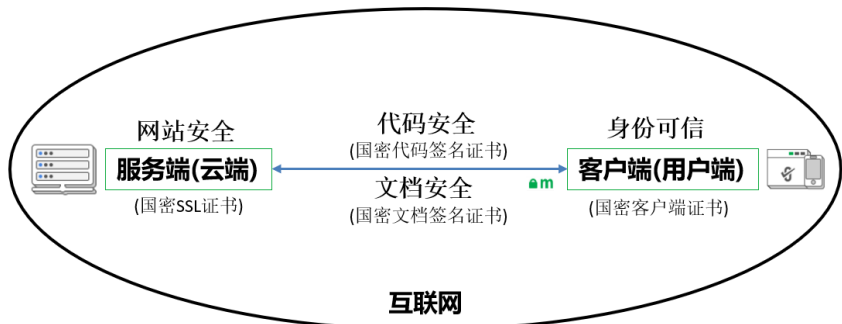 网站安全
服务端(云端)
(国密SSL证书)
代码安全
(国密代码签名证书)
文档安全
(国密文档签名证书)
m
身份可信
客户端(用户端)
(国密客户端证书)
互联网